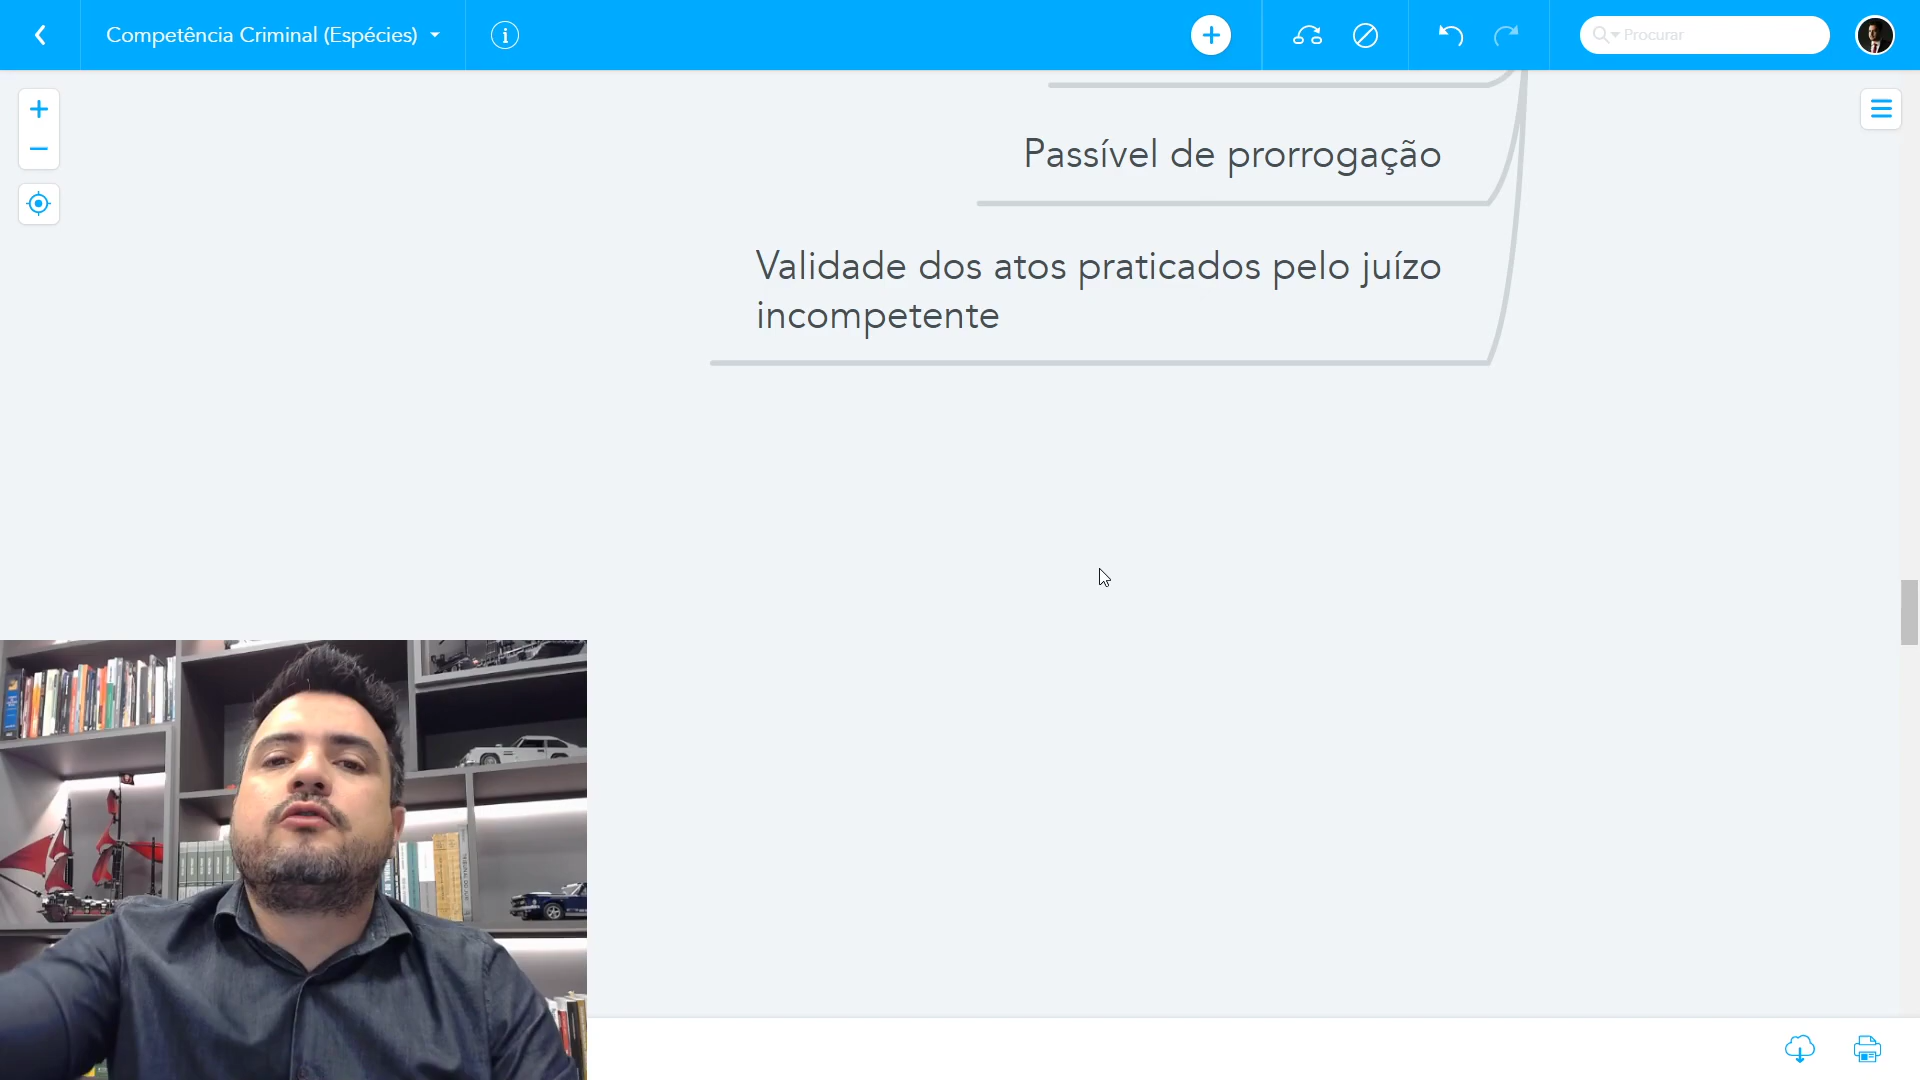 Competência Criminal (Espécies)
Procurar
Passível de prorrogação
Validade dos atos praticados pelo juízo
incompetente